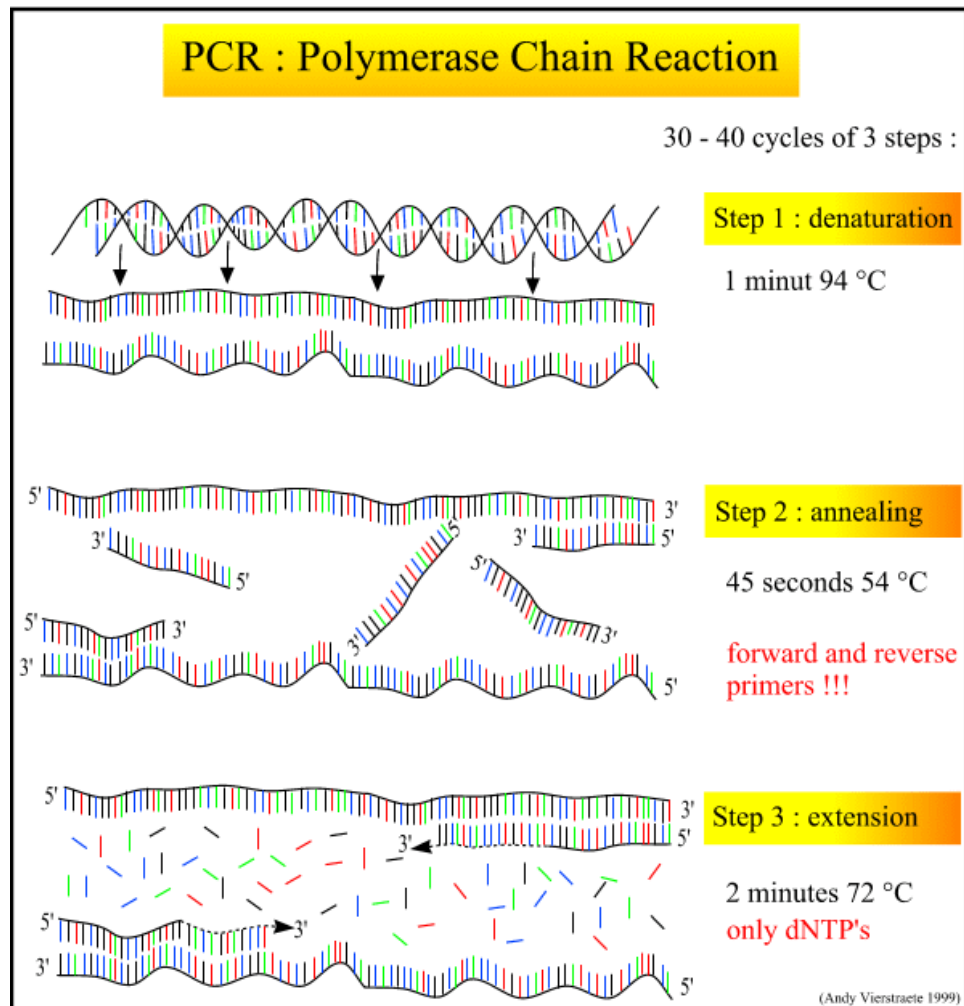 PCR : Polymerase Chain Reaction
30 - 40 cycles of 3 steps :
Step 1 : denaturation
1 minut 94 °C
5'
3'
Step 2 : annealing
3'
5'
3'
5'
5'
45 seconds 54 °C
5'
3'
3'
3'
forward and reverse
primers !!!
3'
5'
5'
3'
Step 3 : extension
3'
5'
2 minutes 72 °C
5'
3'
only dNTP's
3'
5'
(Andy Vierstraete 1999)